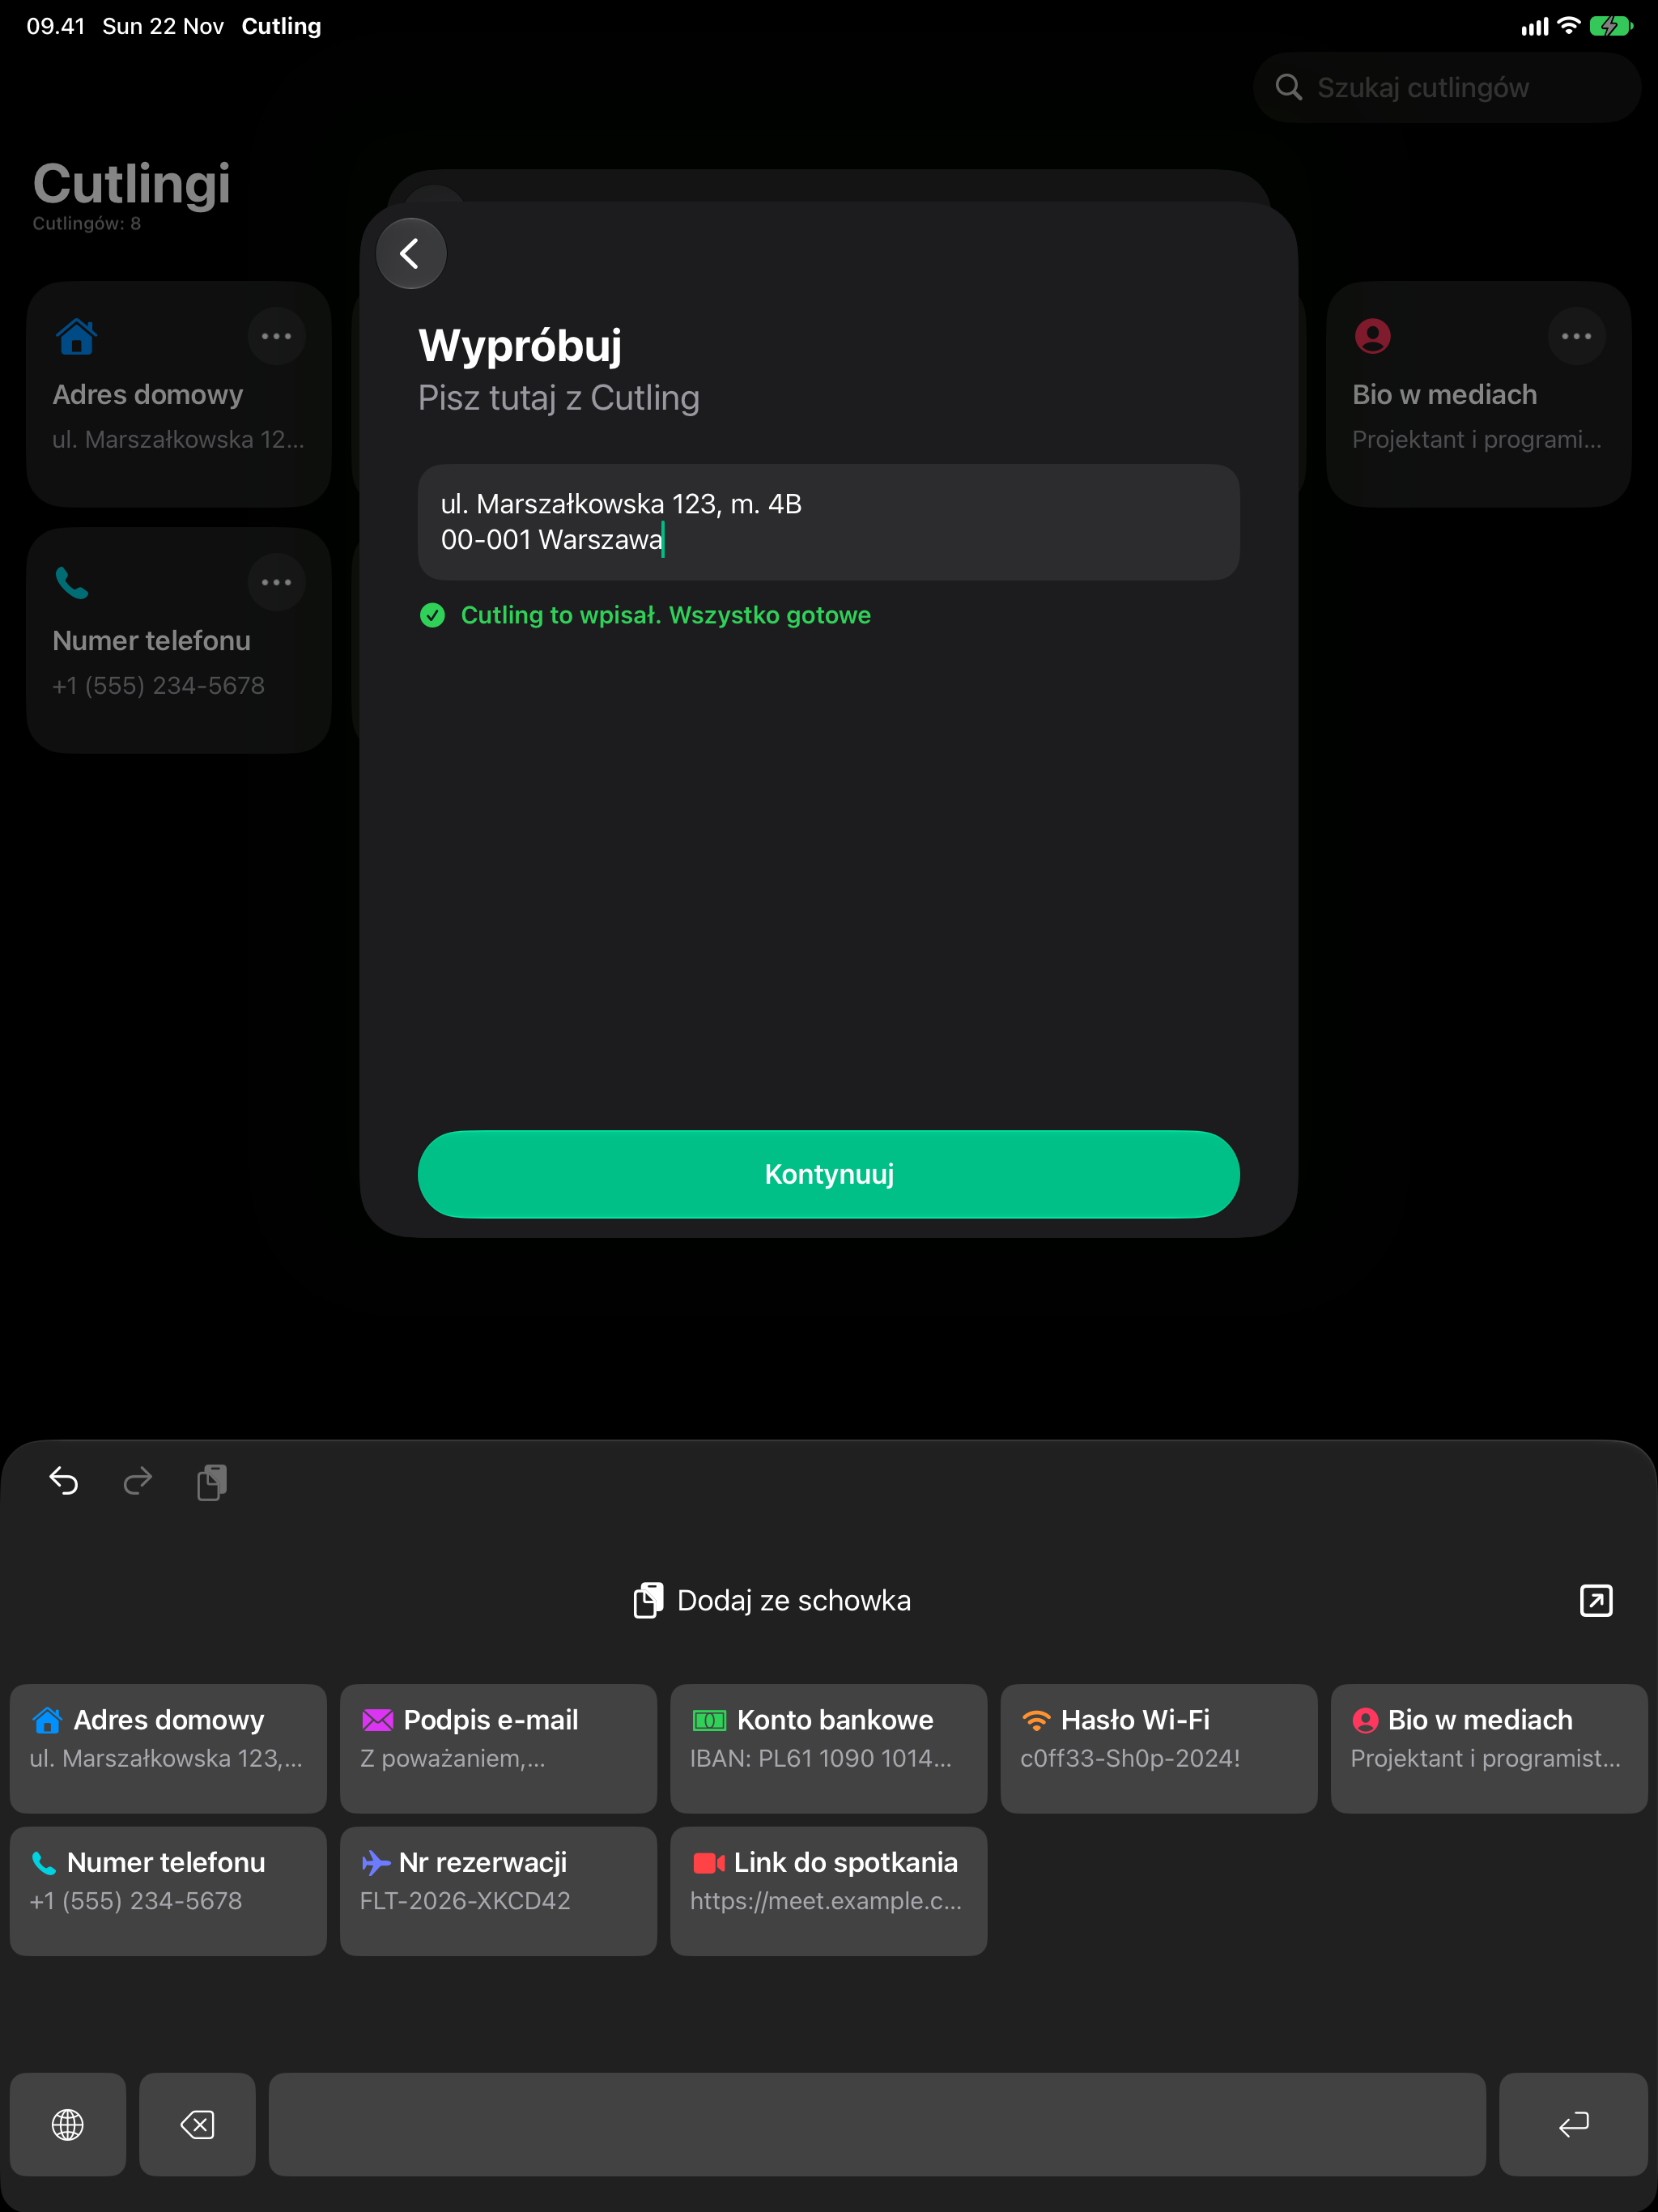 09.41 Sun 22 Nov Cutling
Szukaj cutlingów
Cutlingi
Cutlingów: 8
Adres domowy
ul. Marszałkowska 12...
Bio w mediach
Projektant i programi...
Numer telefonu
+1 (555) 234-5678
Wypróbuj
Pisz tutaj z Cutling
ul. Marszałkowska 123, m. 4B
00-001 Warszawa
Cutling to wpisał. Wszystko gotowe
Kontynuuj
Dodaj ze schowka
Adres domowy
ul. Marszałkowska 123,...
Podpis e-mail
Z poważaniem,...
Konto bankowe
IBAN: PL61 1090 1014...
Hasło Wi-Fi
c0ff33-Sh0p-2024!
Bio w mediach
Projektant i programist...
Numer telefonu
+1 (555) 234-5678
Nr rezerwacji
FLT-2026-XKCD42
Link do spotkania
https://meet.example.c...